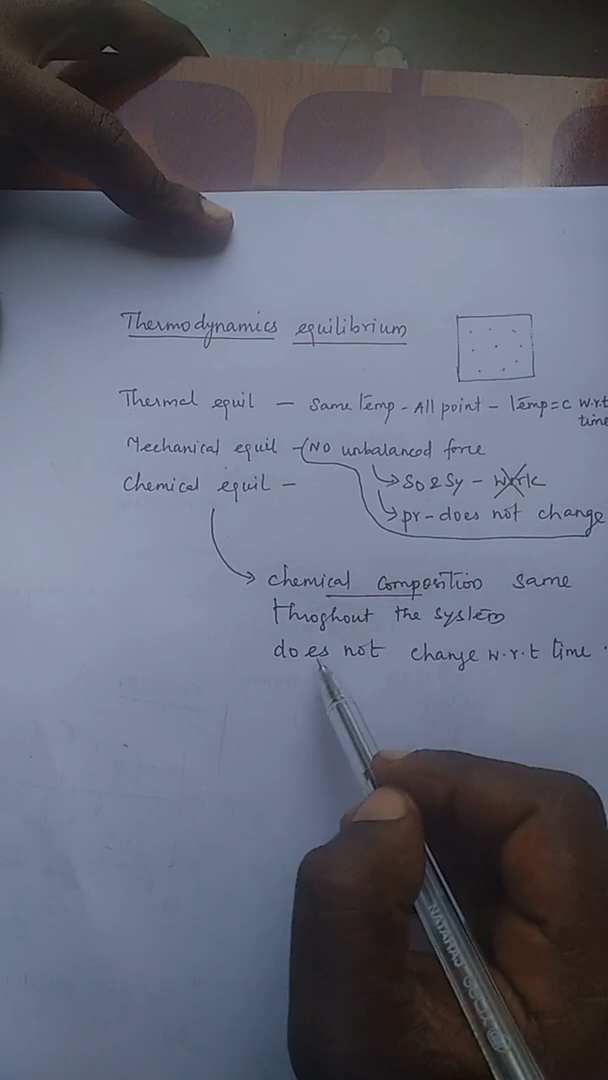 Thermodynamics equilibrium
Thermal equil - Same Temp - All point - Temp = C w.r.t
time
Mechanical equil - NO unbalanced force
So & Sy - Work
Chemical equil -
pr - does not change
chemical composition same
throghout the system
does not change w.r.t time.
NATARAJ